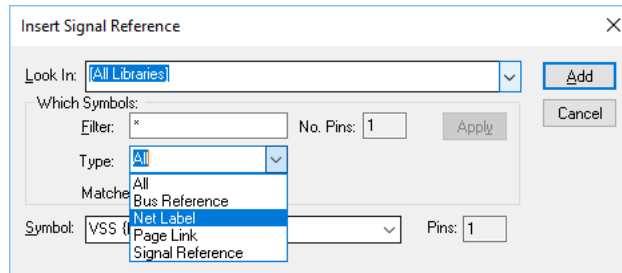 Insert Signal Reference
Look In: [All Libraries]
Add
Which Symbols:
Cancel
Filter: * No. Pins: 1 Apply
Type: All
Matche
All
Bus Reference
Net Label
Page Link
Signal Reference
Symbol: VSS Pins: 1